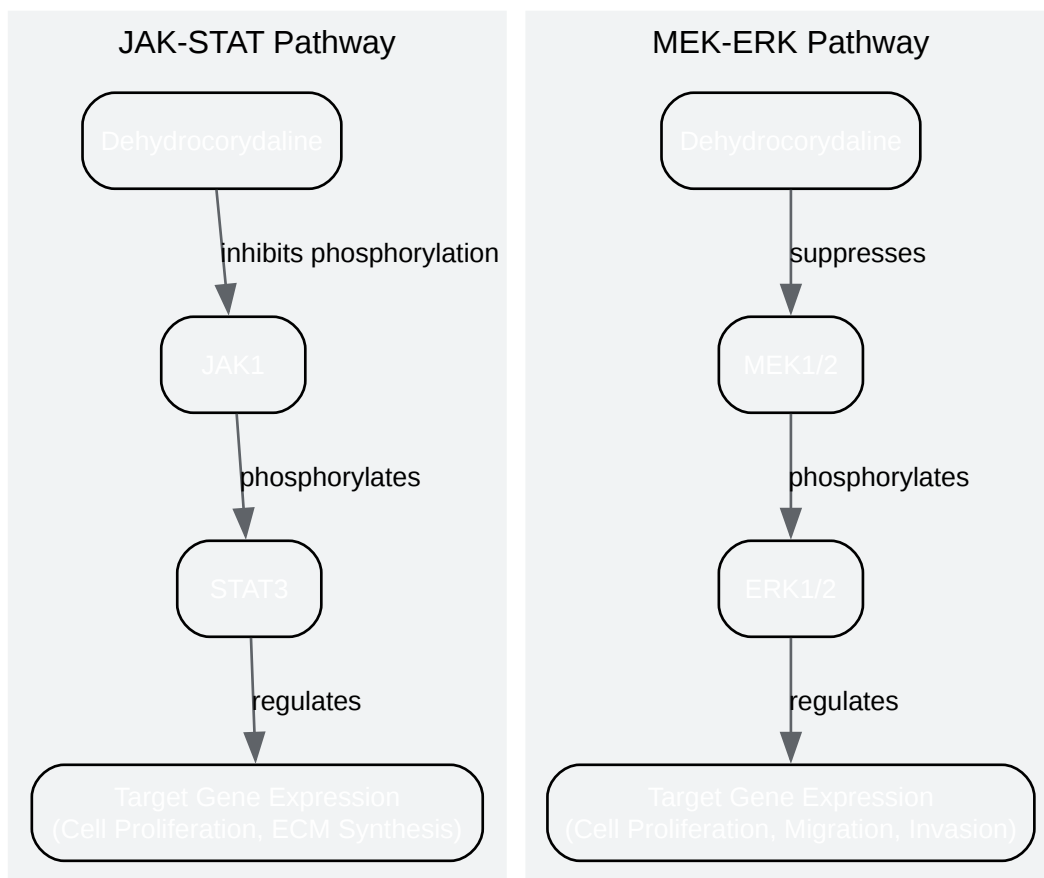 JAK-STAT Pathway
Dehydrocorydaline
inhibits phosphorylation
JAK1
phosphorylates
STAT3
regulates
Target Gene Expression
(Cell Proliferation, ECM Synthesis)
MEK-ERK Pathway
Dehydrocorydaline
suppresses
MEK1/2
phosphorylates
ERK1/2
regulates
Target Gene Expression
(Cell Proliferation, Migration, Invasion)